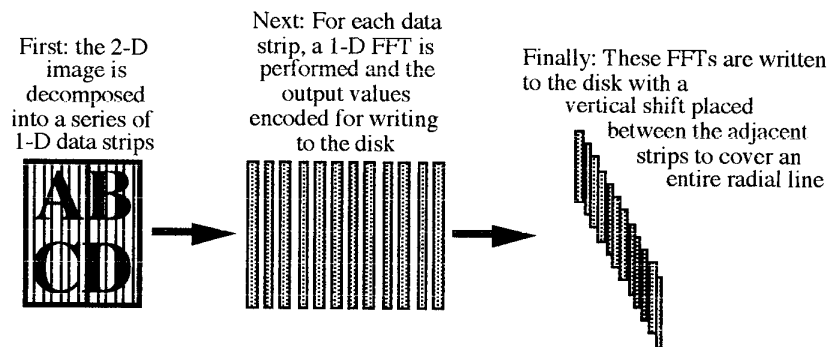 First: the 2-D
image is
decomposed
into a series of
1-D data strips
AB
CD
Next: For each data
strip, a 1-D FFT is
performed and the
output values
encoded for writing
to the disk
Finally: These FFTs are written
to the disk with a
vertical shift placed
between the adjacent
strips to cover an
entire radial line